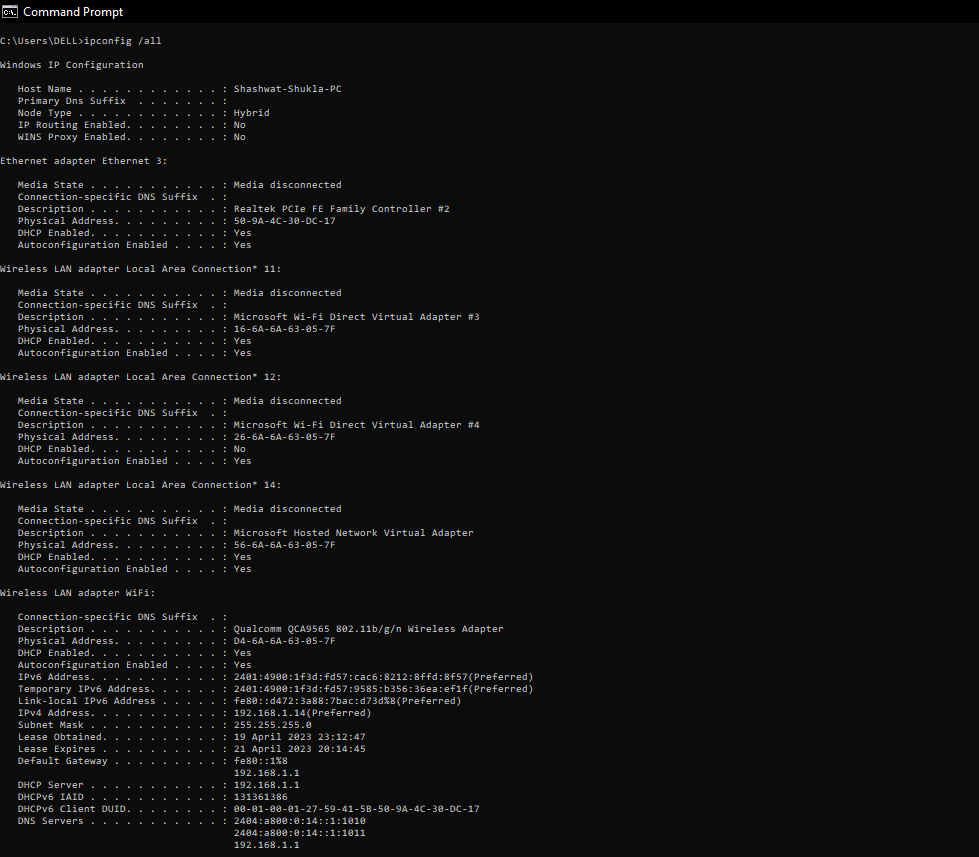 Command Prompt
C:\Users\DELL>ipconfig /all
Windows IP Configuration
   Host Name . . . . . . . . . . . . : Shashwat-Shukla-PC
   Primary Dns Suffix  . . . . . . . :
   Node Type . . . . . . . . . . . . : Hybrid
   IP Routing Enabled. . . . . . . . : No
   WINS Proxy Enabled. . . . . . . . : No
Ethernet adapter Ethernet 3:
   Media State . . . . . . . . . . . : Media disconnected
   Connection-specific DNS Suffix  . :
   Description . . . . . . . . . . . : Realtek PCIe FE Family Controller #2
   Physical Address. . . . . . . . . : 50-9A-4C-30-DC-17
   DHCP Enabled. . . . . . . . . . . : Yes
   Autoconfiguration Enabled . . . . : Yes
Wireless LAN adapter Local Area Connection* 11:
   Media State . . . . . . . . . . . : Media disconnected
   Connection-specific DNS Suffix  . :
   Description . . . . . . . . . . . : Microsoft Wi-Fi Direct Virtual Adapter #3
   Physical Address. . . . . . . . . : 16-6A-6A-63-05-7F
   DHCP Enabled. . . . . . . . . . . : Yes
   Autoconfiguration Enabled . . . . : Yes
Wireless LAN adapter Local Area Connection* 12:
   Media State . . . . . . . . . . . : Media disconnected
   Connection-specific DNS Suffix  . :
   Description . . . . . . . . . . . : Microsoft Wi-Fi Direct Virtual Adapter #4
   Physical Address. . . . . . . . . : 26-6A-6A-63-05-7F
   DHCP Enabled. . . . . . . . . . . : No
   Autoconfiguration Enabled . . . . : Yes
Wireless LAN adapter Local Area Connection* 14:
   Media State . . . . . . . . . . . : Media disconnected
   Connection-specific DNS Suffix  . :
   Description . . . . . . . . . . . : Microsoft Hosted Network Virtual Adapter
   Physical Address. . . . . . . . . : 56-6A-6A-63-05-7F
   DHCP Enabled. . . . . . . . . . . : Yes
   Autoconfiguration Enabled . . . . : Yes
Wireless LAN adapter WiFi:
   Connection-specific DNS Suffix  . :
   Description . . . . . . . . . . . : Qualcomm QCA9565 802.11b/g/n Wireless Adapter
   Physical Address. . . . . . . . . : D4-6A-6A-63-05-7F
   DHCP Enabled. . . . . . . . . . . : Yes
   Autoconfiguration Enabled . . . . : Yes
   IPv6 Address. . . . . . . . . . . : 2401:4900:1f3d:fd57:cac6:8212:8ffd:8f57(Preferred)
   Temporary IPv6 Address. . . . . . : 2401:4900:1f3d:fd57:9585:b356:36ea:ef1f(Preferred)
   Link-local IPv6 Address . . . . . : fe80::d472:3a88:7bac:d73d%8(Preferred)
   IPv4 Address. . . . . . . . . . . : 192.168.1.14(Preferred)
   Subnet Mask . . . . . . . . . . . : 255.255.255.0
   Lease Obtained. . . . . . . . . . : 19 April 2023 23:12:47
   Lease Expires . . . . . . . . . . : 21 April 2023 20:14:45
   Default Gateway . . . . . . . . . : fe80::1%8
                                       192.168.1.1
   DHCP Server . . . . . . . . . . . : 192.168.1.1
   DHCPv6 IAID . . . . . . . . . . . : 131361386
   DHCPv6 Client DUID. . . . . . . . : 00-01-00-01-27-59-41-5B-50-9A-4C-30-DC-17
   DNS Servers . . . . . . . . . . . : 2404:a800:0:14::1:1010
                                       2404:a800:0:14::1:1011
                                       192.168.1.1